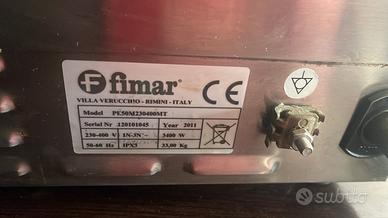 fimar®
CE
VILLA VERUCCHIO - RIMINI - ITALY
Model PE50M230400MT
Serial Nr 120101045 Year 2011
230-400 V 1N-3N~ 3400 W
50-60 Hz IPX3 33,00 Kg
subito